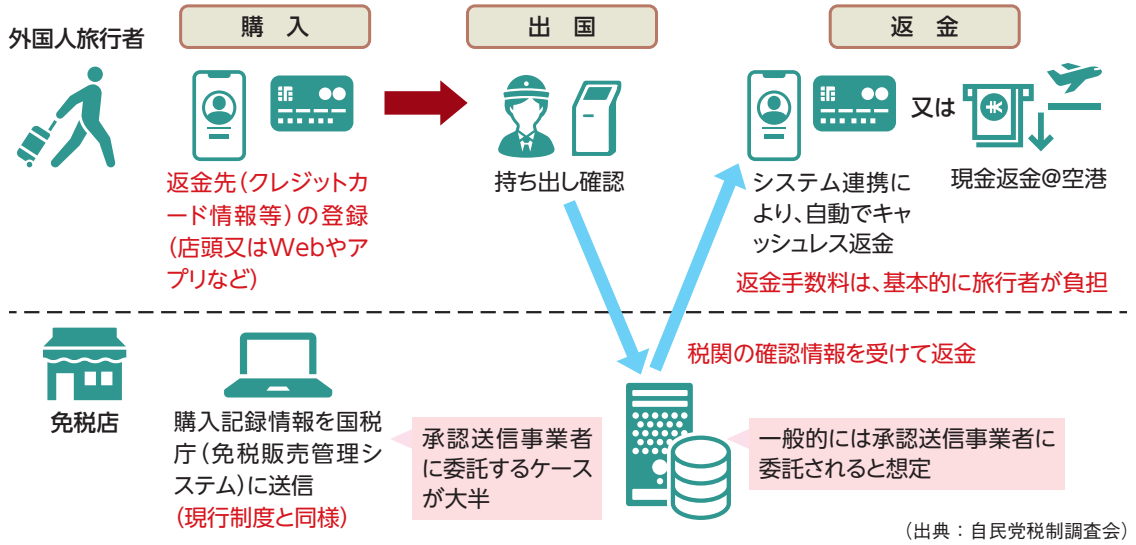 購 入
出 国
返 金
外国人旅行者
又は
返金先(クレジットカ
ード情報等)の登録
(店頭又はWebやア
プリなど)
持ち出し確認
システム連携に
より、自動でキャ
ッシュレス返金
現金返金@空港
返金手数料は、基本的に旅行者が負担
税関の確認情報を受けて返金
免税店
購入記録情報を国税
庁(免税販売管理シ
ステム)に送信
(現行制度と同様)
承認送信事業者
に委託するケース
が大半
一般的には承認送信事業者に
委託されると想定
(出典:自民党税制調査会)